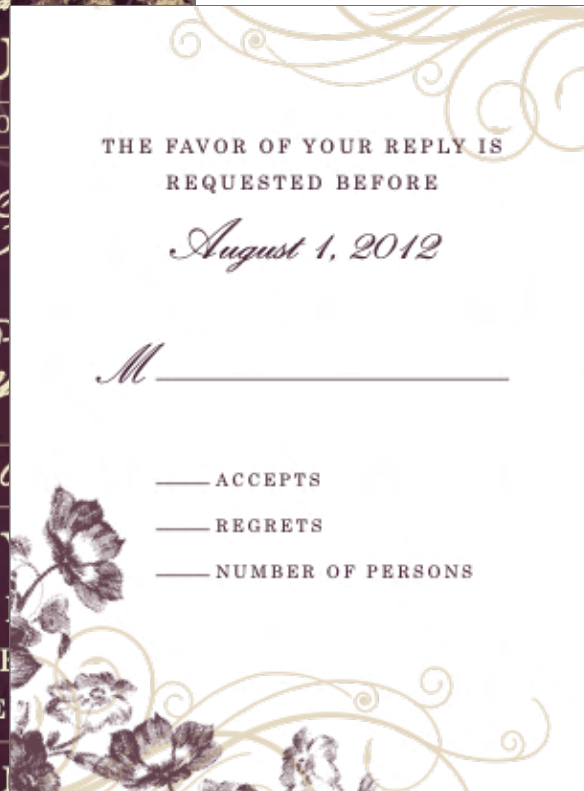 THE FAVOR OF YOUR REPLY IS
REQUESTED BEFORE
August 1, 2012
M
ACCEPTS
REGRETS
NUMBER OF PERSONS